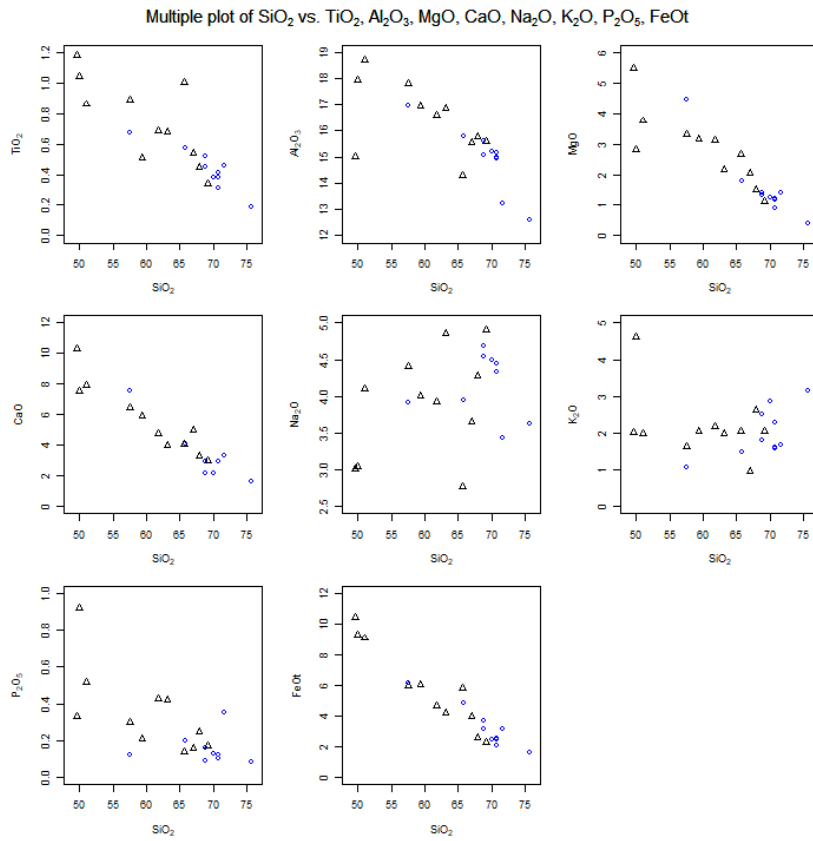 Multiple plot of SiO₂ vs. TiO₂, Al₂O₃, MgO, CaO, Na₂O, K₂O, P₂O₅, FeOt
TiO₂
0.0 0.2 0.4 0.6 0.8 1.0 1.2
50 55 60 65 70 75
SiO₂
Al₂O₃
12 13 14 15 16 17 18 19
50 55 60 65 70 75
SiO₂
MgO
0 1 2 3 4 5 6
50 55 60 65 70 75
SiO₂
CaO
0 2 4 6 8 10 12
50 55 60 65 70 75
SiO₂
Na₂O
2.5 3.0 3.5 4.0 4.5 5.0
50 55 60 65 70 75
SiO₂
K₂O
0 1 2 3 4 5
50 55 60 65 70 75
SiO₂
P₂O₅
0.0 0.2 0.4 0.6 0.8 1.0
50 55 60 65 70 75
SiO₂
FeOt
0 2 4 6 8 10 12
50 55 60 65 70 75
SiO₂